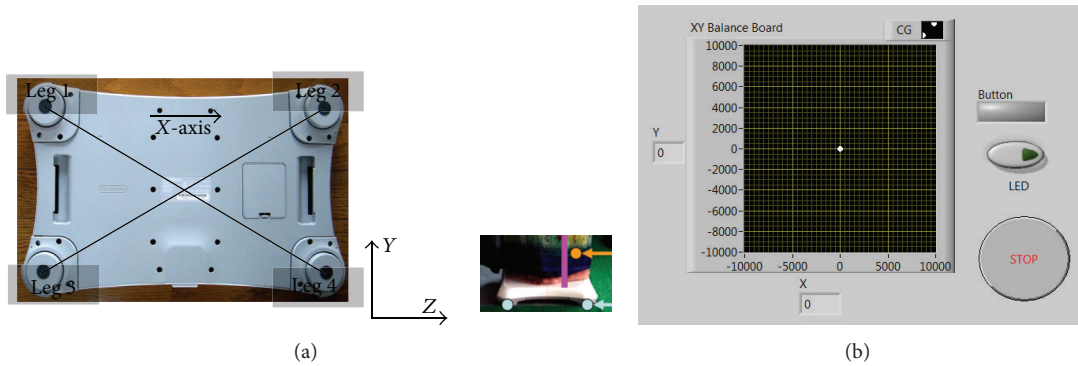 Leg 1
Leg 2
X-axis
Leg 3
Leg 4
Y
Z
(a)
XY Balance Board
CG
10000
8000
6000
4000
2000
0
-2000
-4000
-6000
-8000
-10000
Y
0
-10000 -5000 0 5000 10000
X
0
Button
LED
STOP
(b)